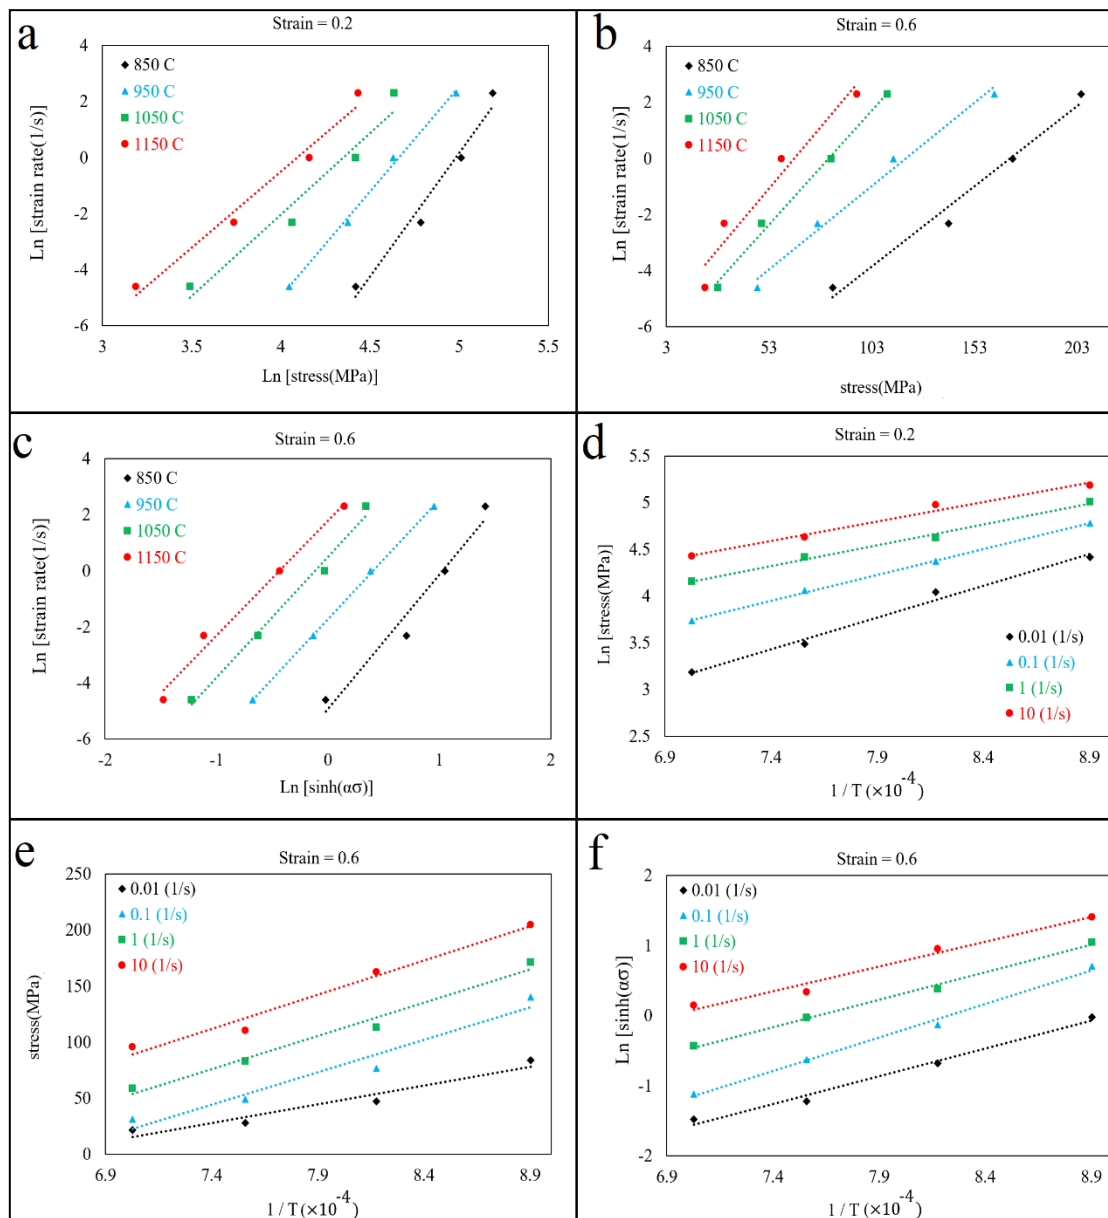 a
Strain = 0.2
4
2
0
-2
-4
-6
850 C
950 C
1050 C
1150 C
Ln [strain rate(1/s)]
3 3.5 4 4.5 5 5.5
Ln [stress(MPa)]
b
Strain = 0.6
4
2
0
-2
-4
-6
850 C
950 C
1050 C
1150 C
Ln [strain rate(1/s)]
3 53 103 153 203
stress(MPa)
c
Strain = 0.6
4
2
0
-2
-4
-6
850 C
950 C
1050 C
1150 C
Ln [strain rate(1/s)]
-2 -1 0 1 2
Ln [sinh(ασ)]
d
Strain = 0.2
5.5
5
4.5
4
3.5
3
2.5
Ln [stress(MPa)]
0.01 (1/s)
0.1 (1/s)
1 (1/s)
10 (1/s)
6.9 7.4 7.9 8.4 8.9
1 / T (×10⁻⁴)
e
Strain = 0.6
250
200
150
100
50
0
0.01 (1/s)
0.1 (1/s)
1 (1/s)
10 (1/s)
stress(MPa)
6.9 7.4 7.9 8.4 8.9
1 / T (×10⁻⁴)
f
Strain = 0.6
2
1
0
-1
-2
0.01 (1/s)
0.1 (1/s)
1 (1/s)
10 (1/s)
Ln [sinh(ασ)]
6.9 7.4 7.9 8.4 8.9
1 / T (×10⁻⁴)